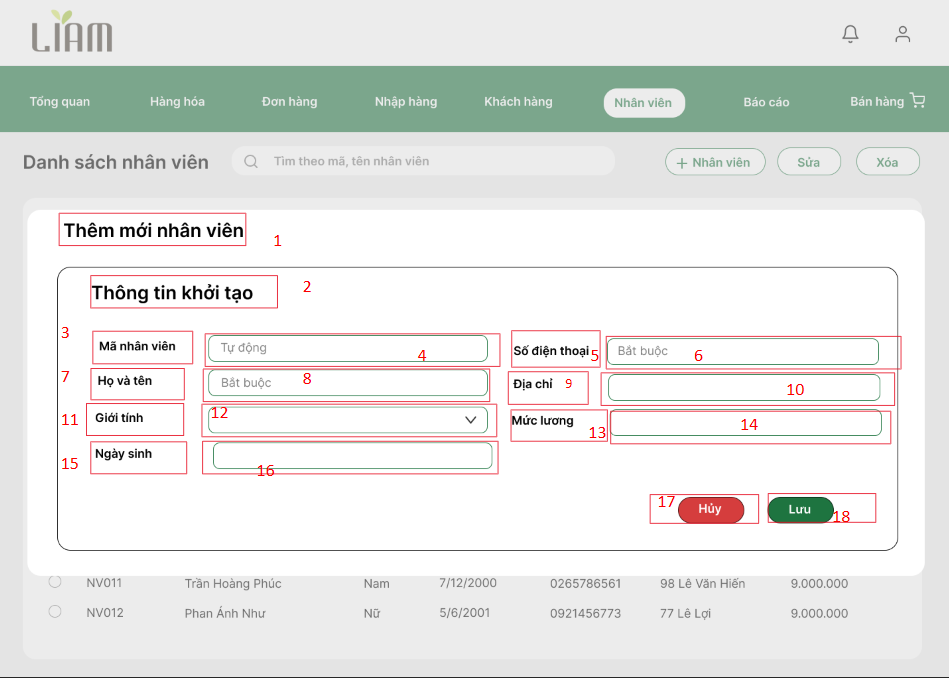 LIAM
Tổng quan Hàng hóa Đơn hàng Nhập hàng Khách hàng Nhân viên Báo cáo Bán hàng
Danh sách nhân viên Tìm theo mã, tên nhân viên + Nhân viên Sửa Xóa
Thêm mới nhân viên 1
Thông tin khởi tạo 2
3 Mã nhân viên Tự động 4 Số điện thoại 5 Bắt buộc 6
7 Họ và tên Bắt buộc 8 Địa chỉ 9 10
11 Giới tính 12 Mức lương 13 14
15 Ngày sinh 16
17 Hủy Lưu 18
NV011 Trần Hoàng Phúc Nam 7/12/2000 0265786561 98 Lê Văn Hiến 9.000.000
NV012 Phan Ánh Như Nữ 5/6/2001 0921456773 77 Lê Lợi 9.000.000